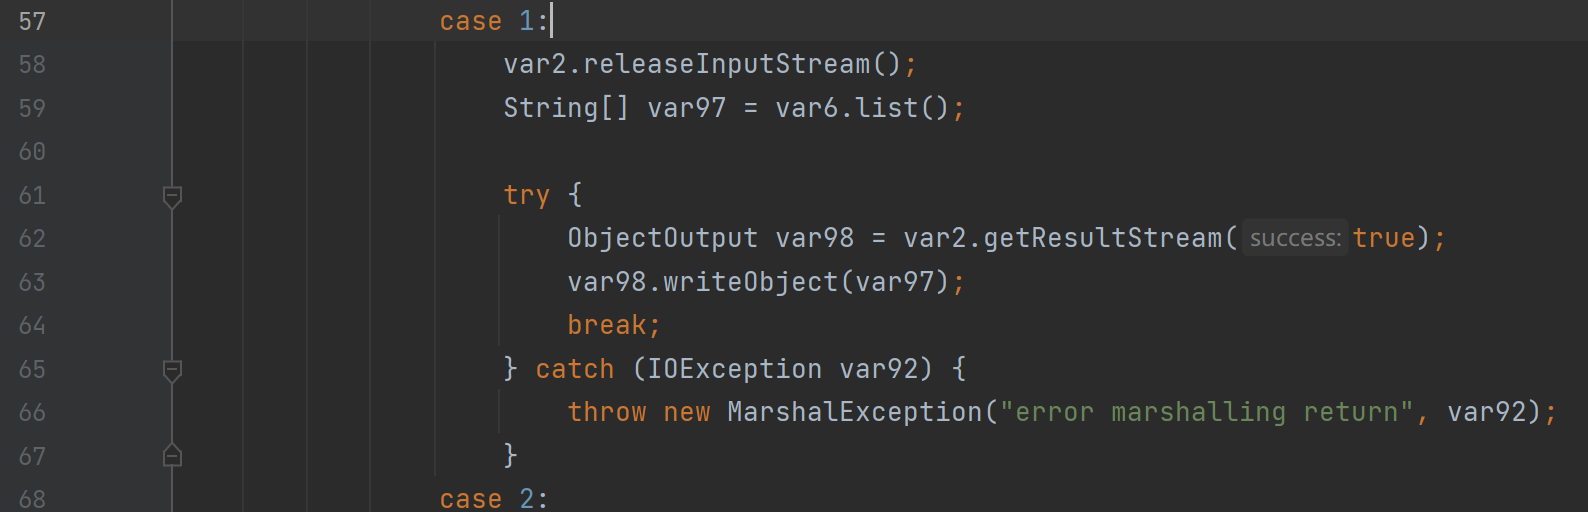 57 case 1:
58 var2.releaseInputStream();
59 String[] var97 = var6.list();
60
61 try {
62 ObjectOutput var98 = var2.getResultStream( success: true);
63 var98.writeObject(var97);
64 break;
65 } catch (IOException var92) {
66 throw new MarshalException("error marshalling return", var92);
67 }
68 case 2: